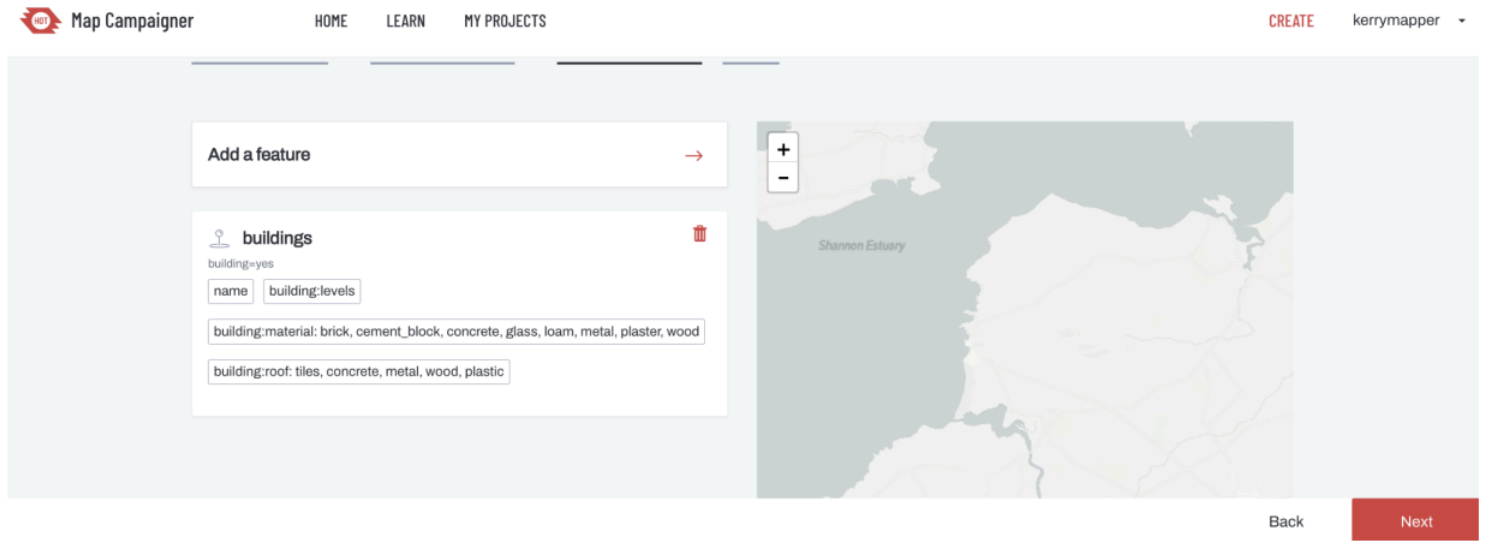 HOT Map Campaigner HOME LEARN MY PROJECTS CREATE kerrymapper
Add a feature →
+
-
buildings
building=yes
name building:levels
building:material: brick, cement_block, concrete, glass, loam, metal, plaster, wood
building:roof: tiles, concrete, metal, wood, plastic
Shannon Estuary
Back Next